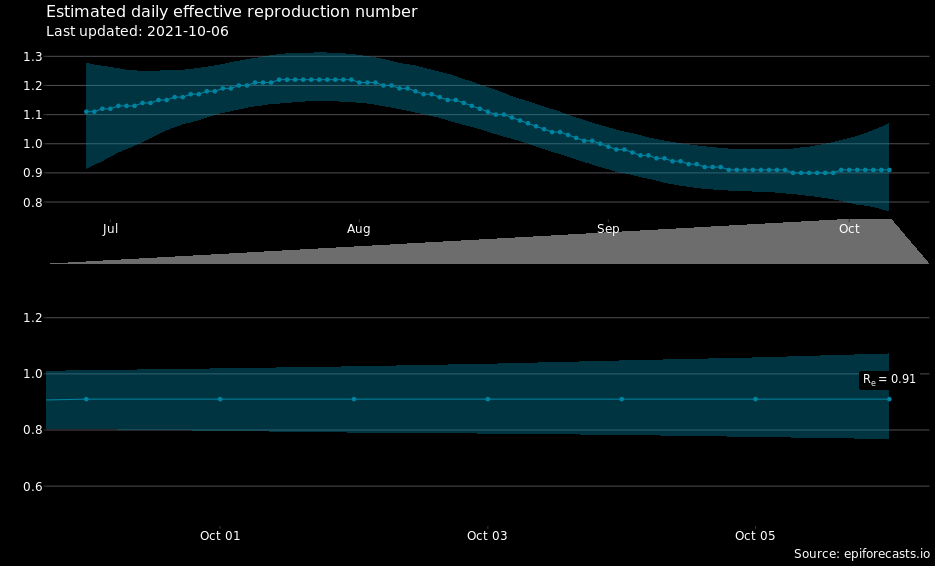 Estimated daily effective reproduction number
Last updated: 2021-10-06
1.3
1.2
1.1
1.0
0.9
0.8
Jul Aug Sep Oct
1.2
1.0
0.8
0.6
Rₑ = 0.91
Oct 01 Oct 03 Oct 05
Source: epiforecasts.io